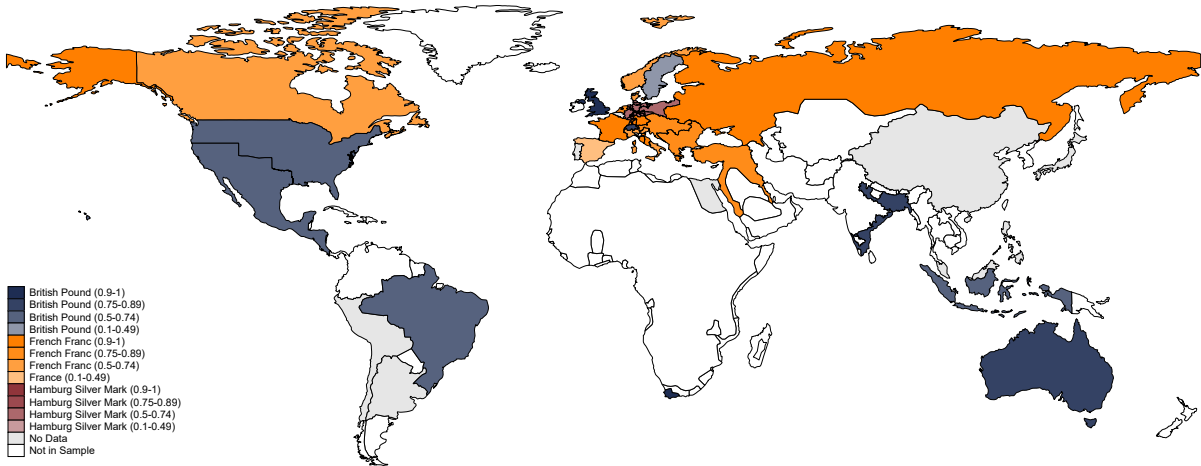 British Pound (0.9-1)
British Pound (0.75-0.89)
British Pound (0.5-0.74)
British Pound (0.1-0.49)
French Franc (0.9-1)
French Franc (0.75-0.89)
French Franc (0.5-0.74)
France (0.1-0.49)
Hamburg Silver Mark (0.9-1)
Hamburg Silver Mark (0.75-0.89)
Hamburg Silver Mark (0.5-0.74)
Hamburg Silver Mark (0.1-0.49)
No Data
Not in Sample